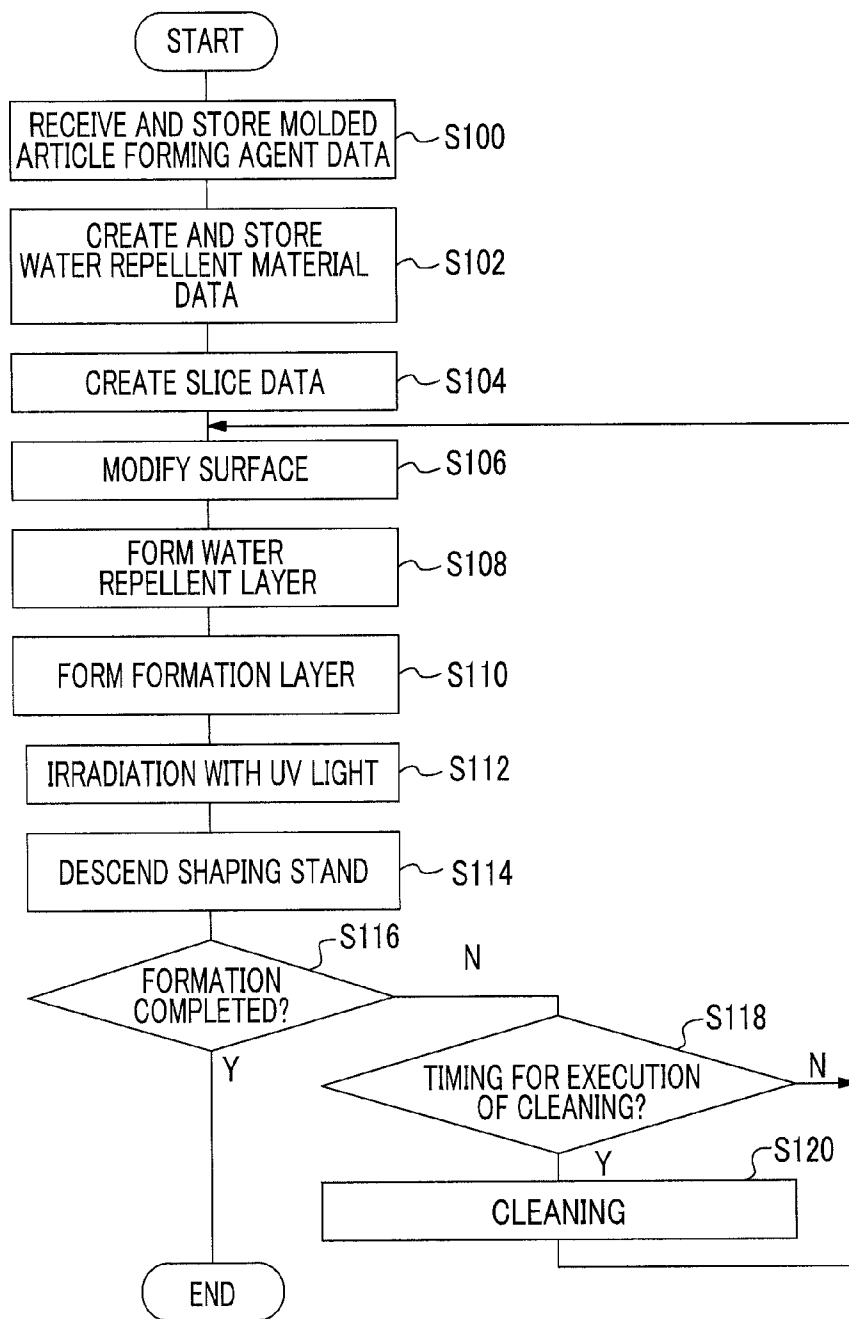 START
RECEIVE AND STORE MOLDED
ARTICLE FORMING AGENT DATA
S100
CREATE AND STORE
WATER REPELLENT MATERIAL
DATA
S102
CREATE SLICE DATA
S104
MODIFY SURFACE
S106
FORM WATER
REPELLENT LAYER
S108
FORM FORMATION LAYER
S110
IRRADIATION WITH UV LIGHT
S112
DESCEND SHAPING STAND
S114
S116
FORMATION
COMPLETED?
N
Y
S118
TIMING FOR EXECUTION
OF CLEANING?
N
Y
S120
CLEANING
END